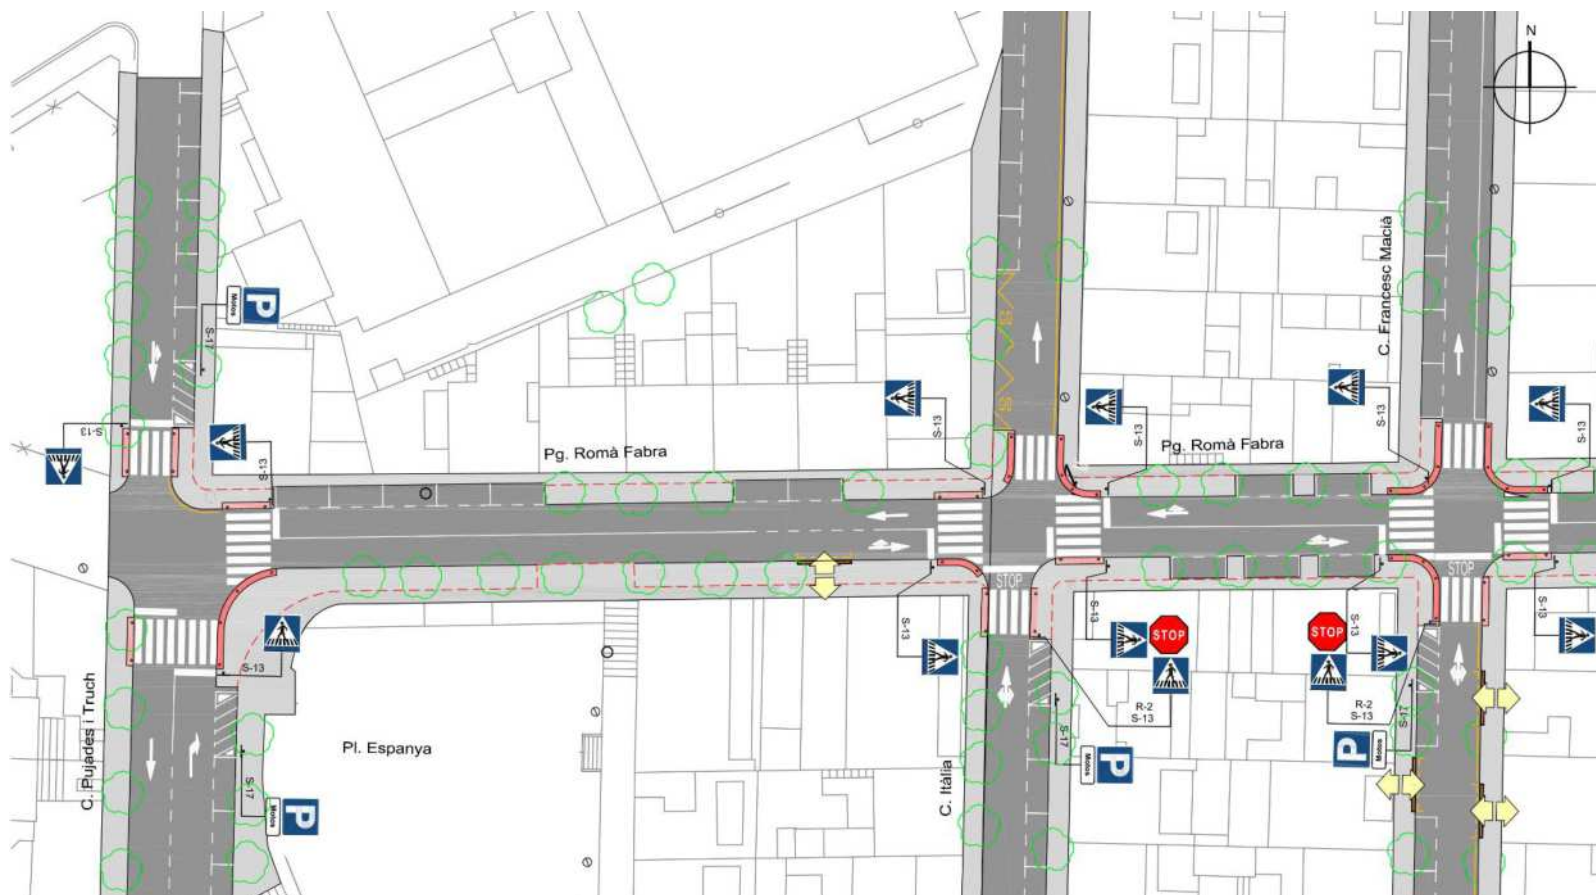 N
C. Francesc Macià
P
Motos
S-17
S-13
S-13
S-13
S-13
S-13
S-13
Pg. Romà Fabra
Pg. Romà Fabra
STOP
STOP
S-13
S-13
S-13
S-13
S-13
STOP
STOP
R-2
S-13
R-2
S-13
C. Pujades i Truch
Pl. Espanya
C. Itàlia
S-17
Motos
P
S-17
Motos
P
S-17
Motos
P